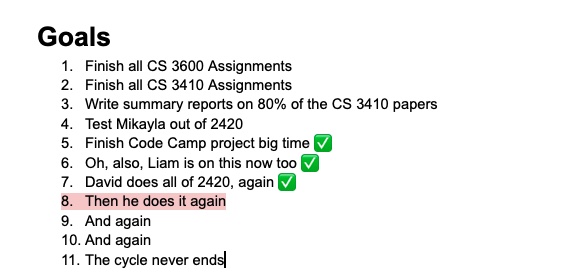 Goals
1. Finish all CS 3600 Assignments
2. Finish all CS 3410 Assignments
3. Write summary reports on 80% of the CS 3410 papers
4. Test Mikayla out of 2420
5. Finish Code Camp project big time ✅
6. Oh, also, Liam is on this now too ✅
7. David does all of 2420, again ✅
8. Then he does it again
9. And again
10. And again
11. The cycle never ends